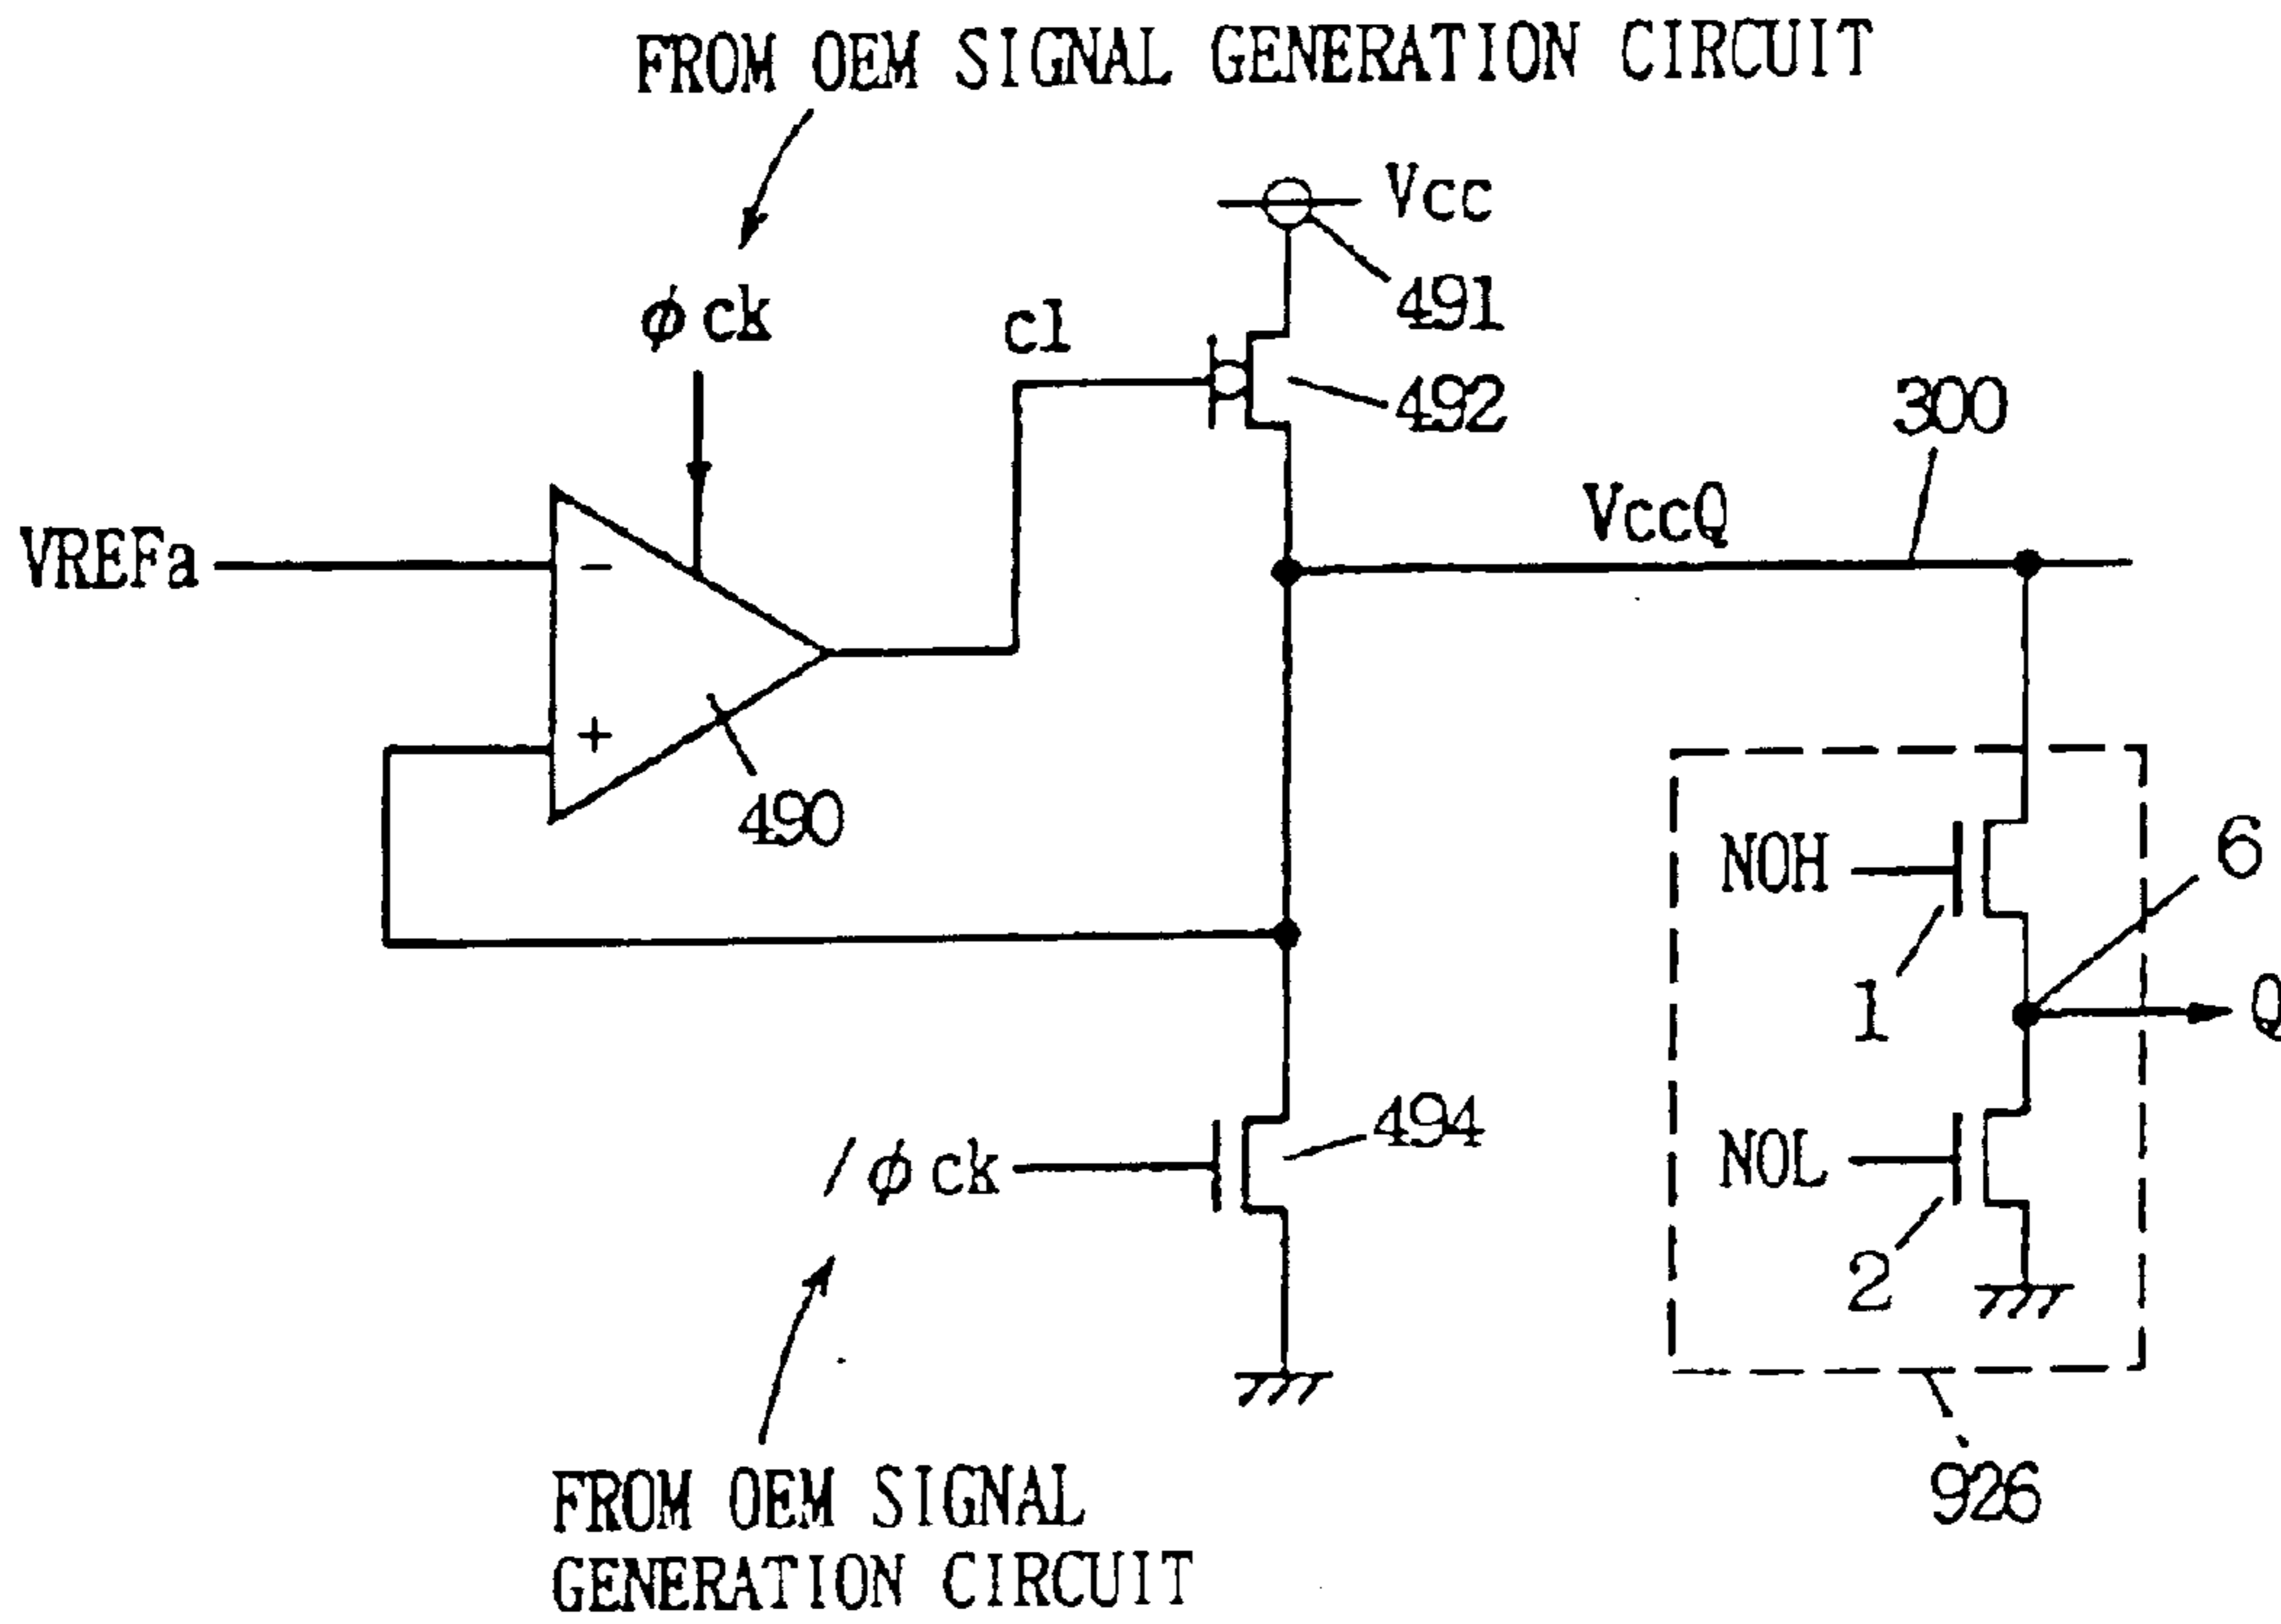 FROM OEM SIGNAL GENERATION CIRCUIT
Vcc
491
φck
c1
492
300
VccQ
VREFa
-
+
490
NOH
6
1
Q
/φck
494
NOL
2
926
FROM OEM SIGNAL
GENERATION CIRCUIT